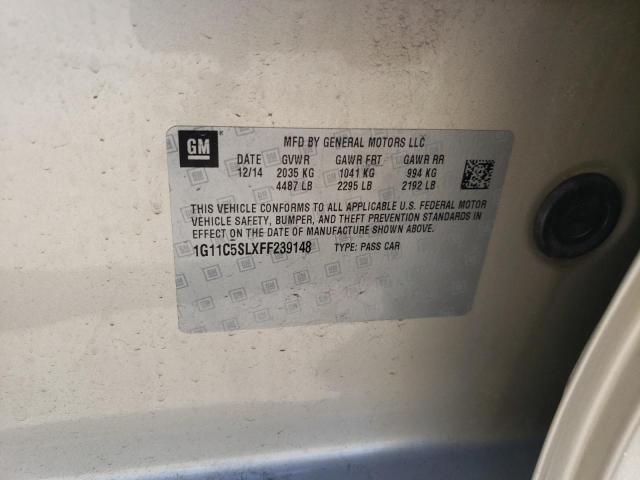 GM
MFD BY GENERAL MOTORS LLC
12/14 GVWR GAWR FRT GAWR RR
2035 KG 1041 KG 994 KG
4487 LB 2295 LB 2192 LB
THIS VEHICLE CONFORMS TO ALL APPLICABLE U.S. FEDERAL MOTOR
VEHICLE SAFETY, BUMPER, AND THEFT PREVENTION STANDARDS IN
EFFECT ON THE DATE OF MANUFACTURE SHOWN ABOVE.
1G11C5SLXFF239148 TYPE: PASS CAR